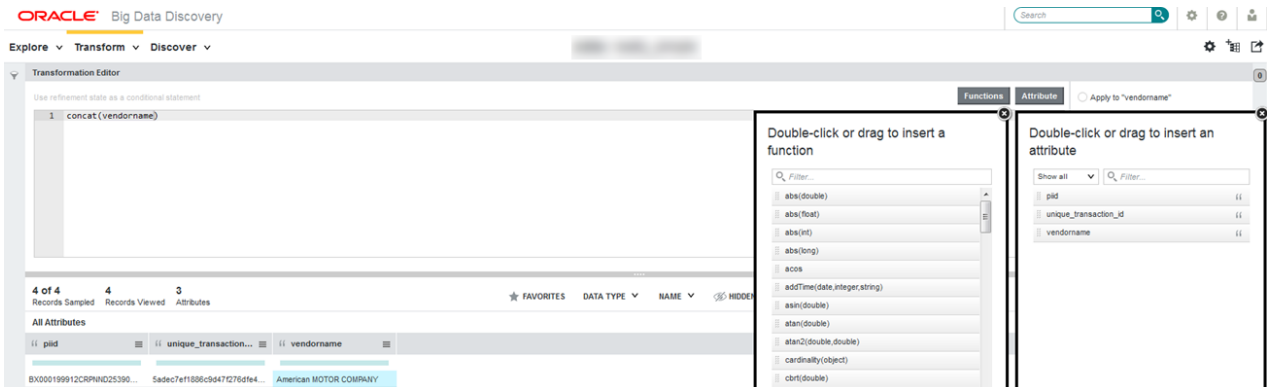 ORACLE® Big Data Discovery
Search
Explore Transform Discover
Transformation Editor
0
Use refinement state as a conditional statement
Functions Attribute Apply to "vendorname"
1 concat(vendorname)
Double-click or drag to insert a
function
Filter...
abs(double)
abs(float)
abs(int)
abs(long)
acos
addTime(date,integer,string)
asin(double)
atan(double)
atan2(double,double)
cardinality(object)
cbrt(double)
Double-click or drag to insert an
attribute
Show all Filter...
piid
unique_transaction_id
vendorname
4 of 4 4 3
Records Sampled Records Viewed Attributes
FAVORITES DATA TYPE NAME HIDDEN
All Attributes
piid unique_transaction... vendorname
BX000199912CRPNND25390... 5adec7ef1886c9d47f276dfe4... American MOTOR COMPANY